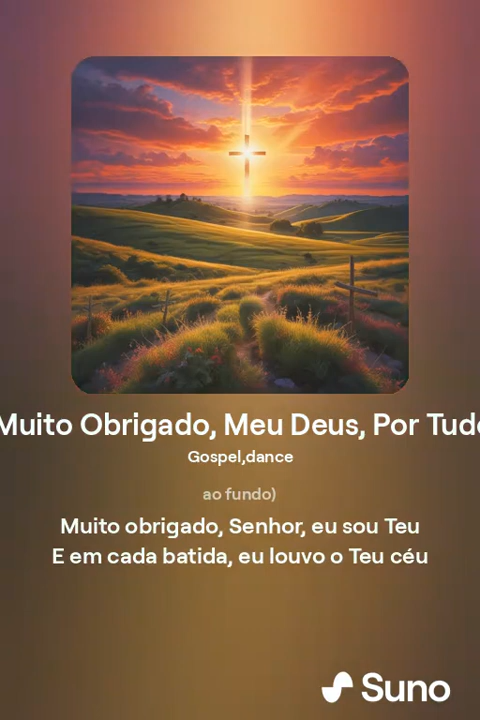 Muito Obrigado, Meu Deus, Por Tud
Gospel,dance
ao fundo)
Muito obrigado, Senhor, eu sou Teu
E em cada batida, eu louvo o Teu céu
Suno